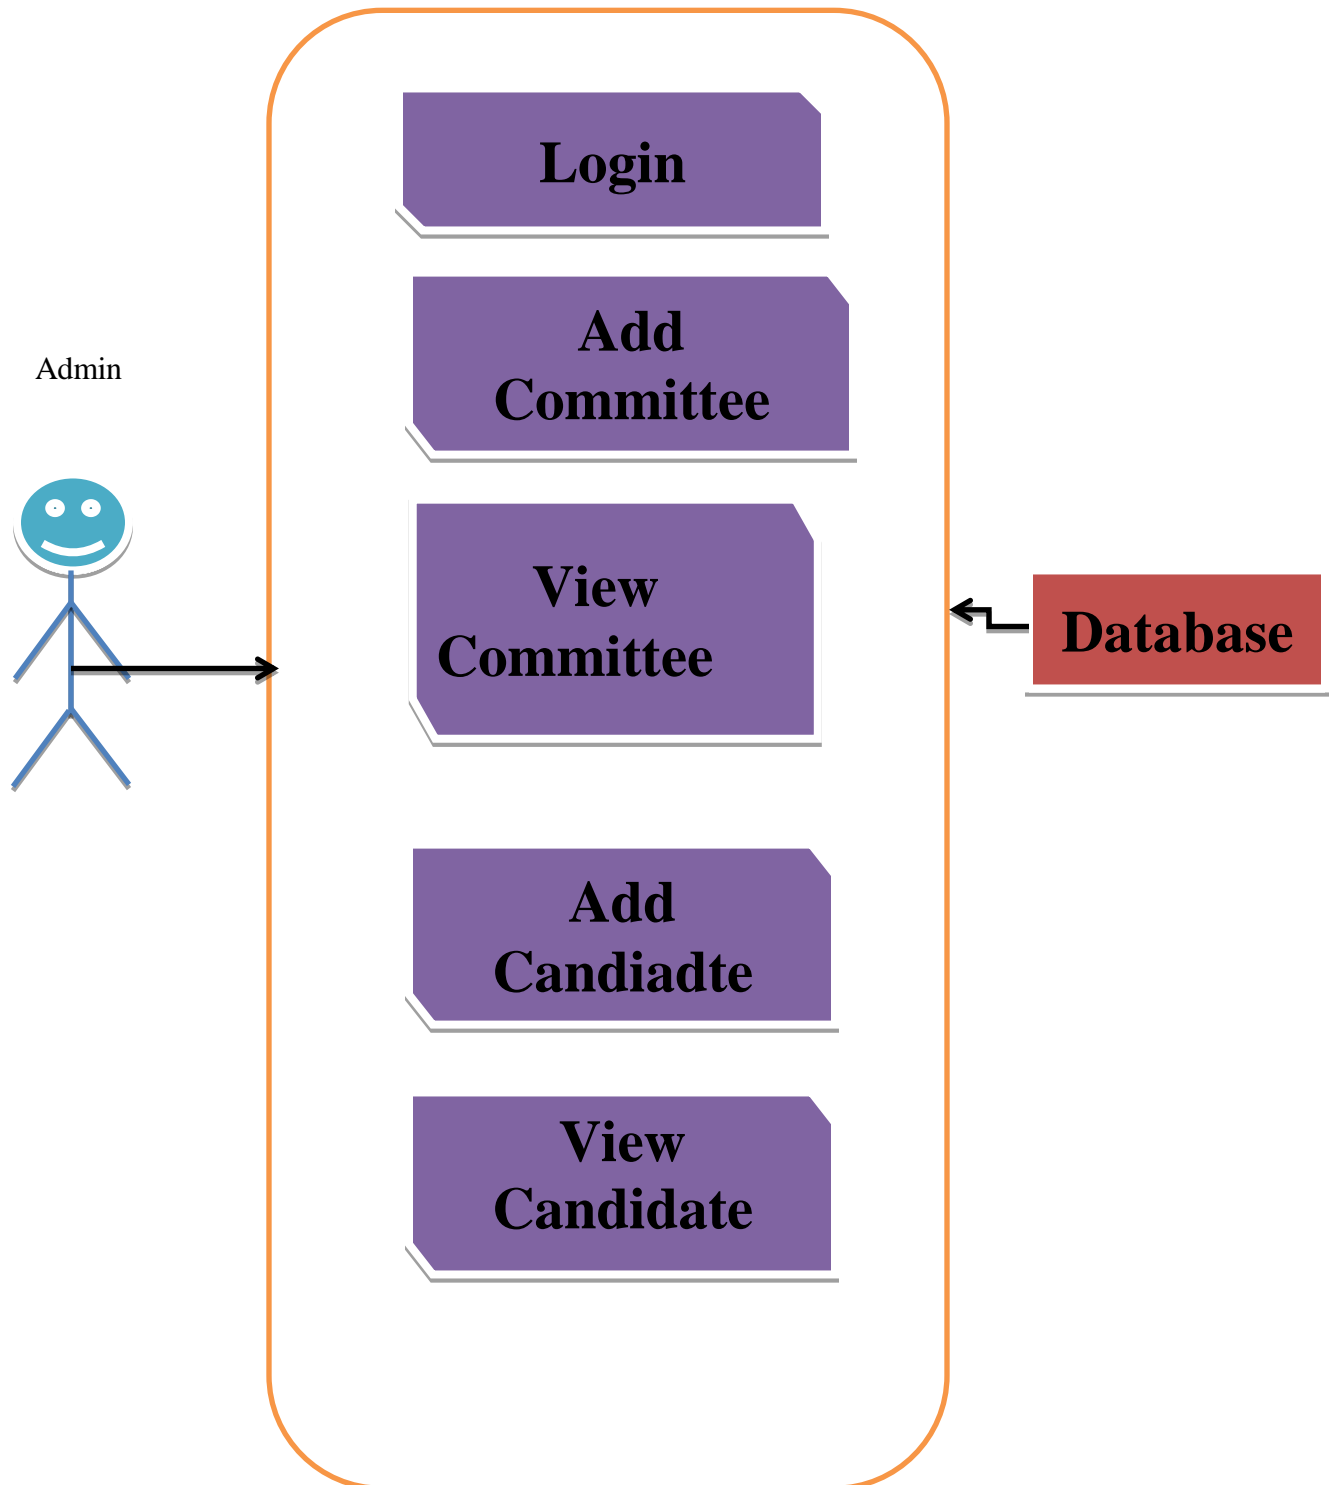 Login
Add
Committee
Admin
View
Committee
Database
Add
Candiadte
View
Candidate